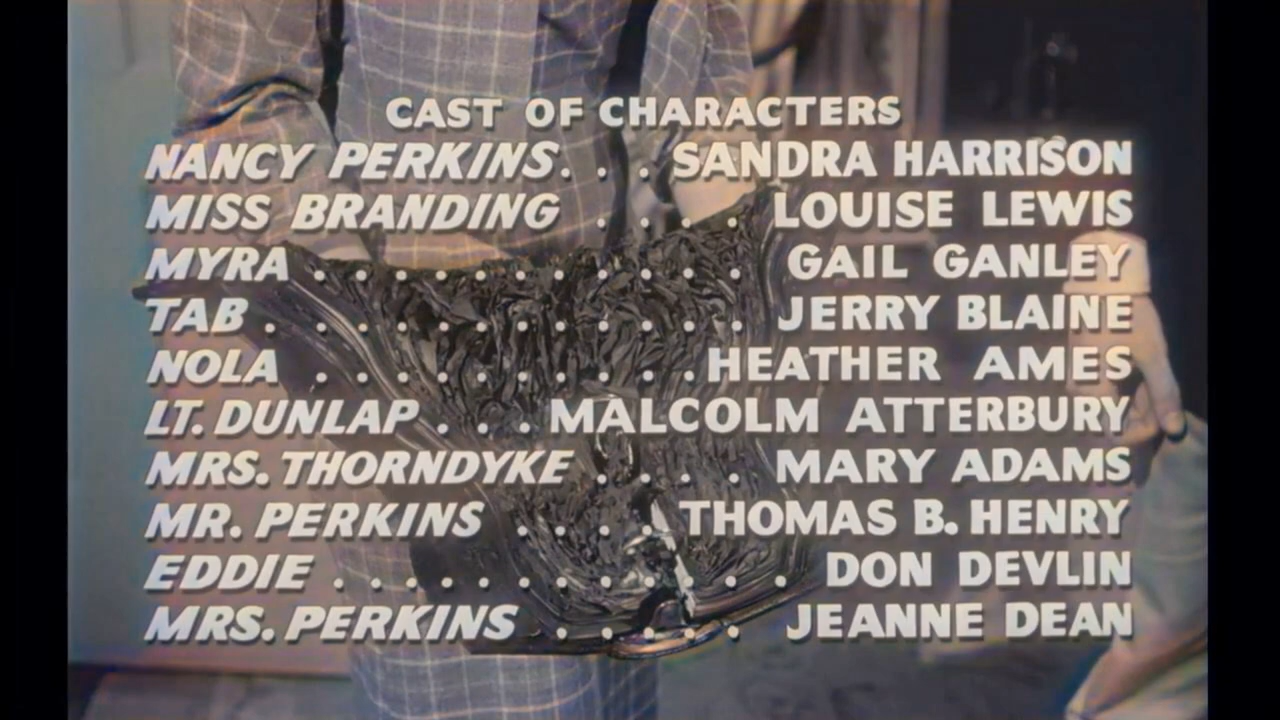 CAST OF CHARACTERS
NANCY PERKINS. . . SANDRA HARRISON
MISS BRANDING . . . . LOUISE LEWIS
MYRA . . . . . . . . . . . GAIL GANLEY
TAB . . . . . . . . . . . . JERRY BLAINE
NOLA . . . . . . . . . . HEATHER AMES
LT. DUNLAP . . . MALCOLM ATTERBURY
MRS. THORNDYKE . . . . MARY ADAMS
MR. PERKINS . . . . THOMAS B. HENRY
EDDIE . . . . . . . . . . . . DON DEVLIN
MRS. PERKINS . . . . . JEANNE DEAN